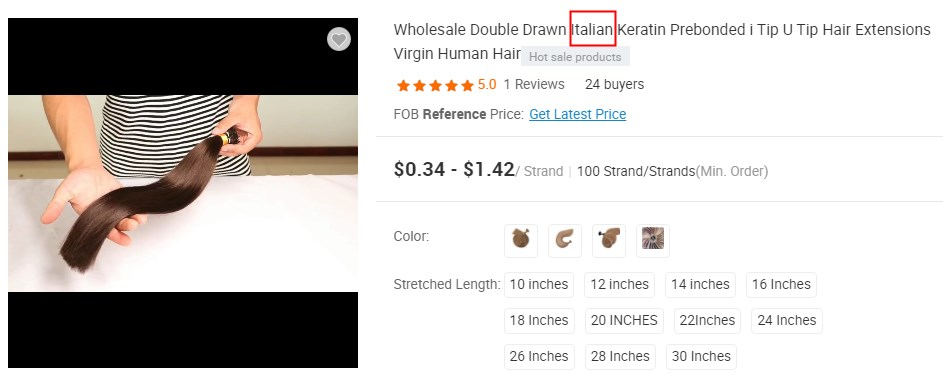 Wholesale Double Drawn Italian Keratin Prebonded i Tip U Tip Hair Extensions
Virgin Human Hair Hot sale products
5.0 1 Reviews 24 buyers
FOB Reference Price: Get Latest Price
$0.34 - $1.42 / Strand | 100 Strand/Strands(Min. Order)
Color:
Stretched Length: 10 inches 12 inches 14 inches 16 Inches
18 Inches 20 INCHES 22Inches 24 Inches
26 Inches 28 Inches 30 Inches